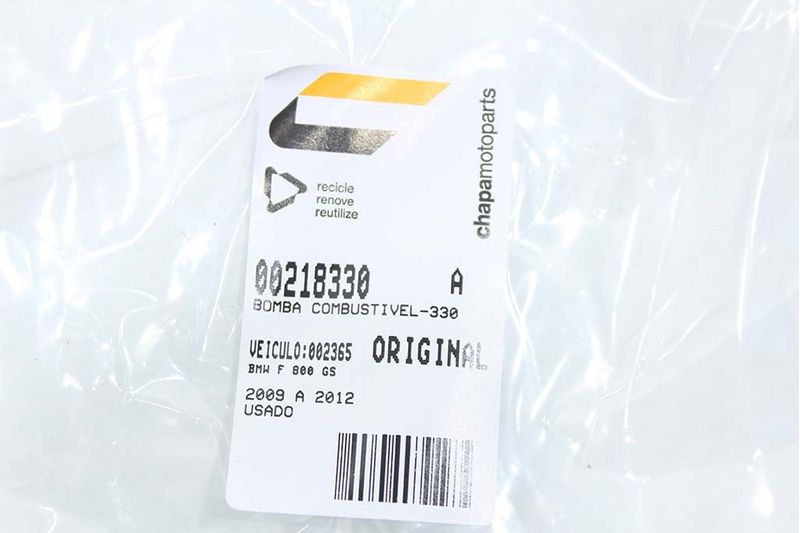 chapamotoparts
recicle
renove
reutilize
00218330 A
BOMBA COMBUSTIVEL-330
VEICULO:002365 ORIGINAL
BMW F 800 GS
2009 A 2012
USADO